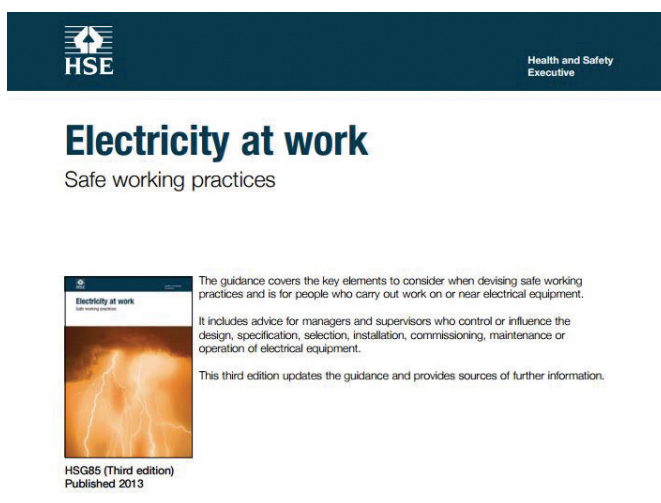 HSE
Health and Safety
Executive
Electricity at work
Safe working practices
Electricity at work
Safe working practices
The guidance covers the key elements to consider when devising safe working
practices and is for people who carry out work on or near electrical equipment.
It includes advice for managers and supervisors who control or influence the
design, specification, selection, installation, commissioning, maintenance or
operation of electrical equipment.
This third edition updates the guidance and provides sources of further information.
HSG85 (Third edition)
Published 2013